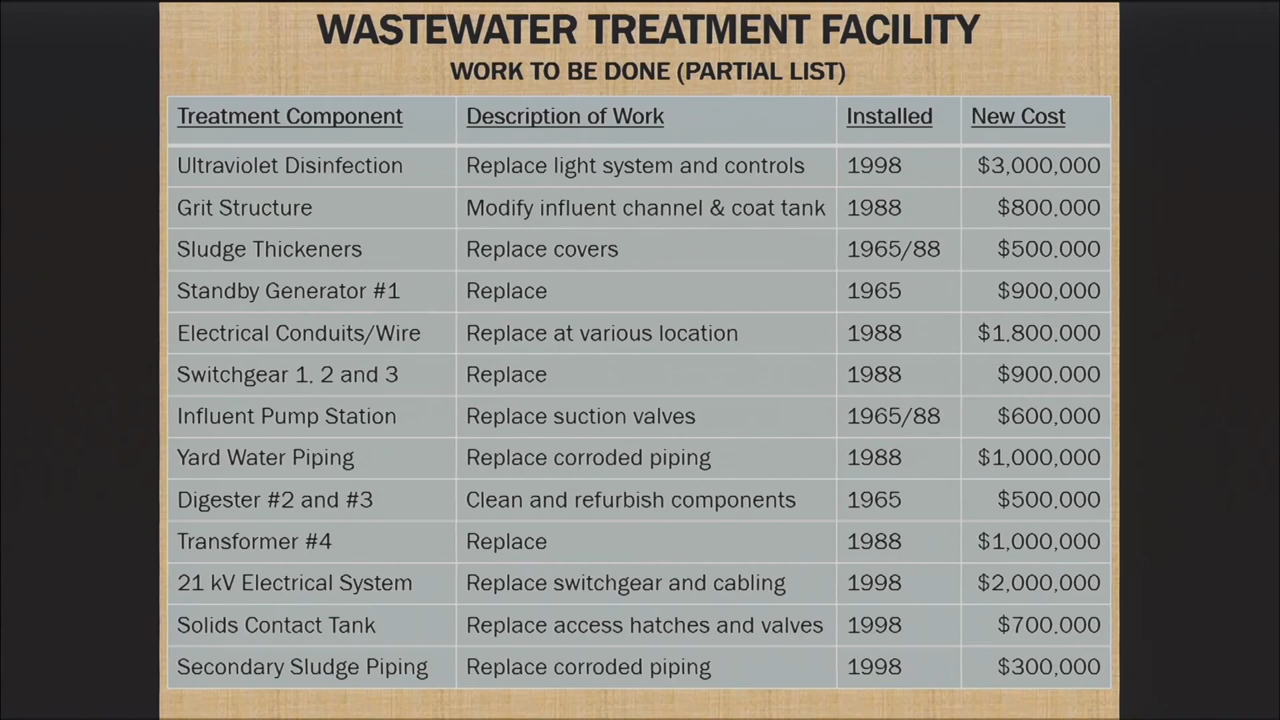 WASTEWATER TREATMENT FACILITY
WORK TO BE DONE (PARTIAL LIST)
Treatment Component Description of Work Installed New Cost
Ultraviolet Disinfection Replace light system and controls 1998 $3,000,000
Grit Structure Modify influent channel & coat tank 1988 $800,000
Sludge Thickeners Replace covers 1965/88 $500,000
Standby Generator #1 Replace 1965 $900,000
Electrical Conduits/Wire Replace at various location 1988 $1,800,000
Switchgear 1, 2 and 3 Replace 1988 $900,000
Influent Pump Station Replace suction valves 1965/88 $600,000
Yard Water Piping Replace corroded piping 1988 $1,000,000
Digester #2 and #3 Clean and refurbish components 1965 $500,000
Transformer #4 Replace 1988 $1,000,000
21 kV Electrical System Replace switchgear and cabling 1998 $2,000,000
Solids Contact Tank Replace access hatches and valves 1998 $700,000
Secondary Sludge Piping Replace corroded piping 1998 $300,000